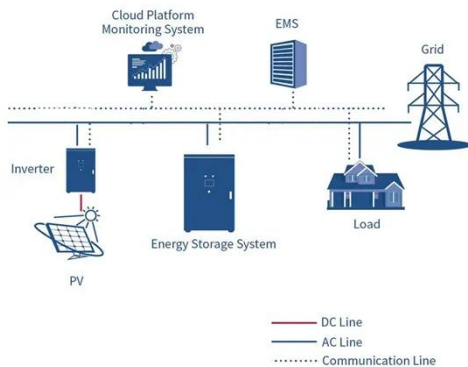 Cloud Platform
Monitoring System
EMS
Grid
Inverter
Energy Storage System
Load
PV
DC Line
AC Line
Communication Line